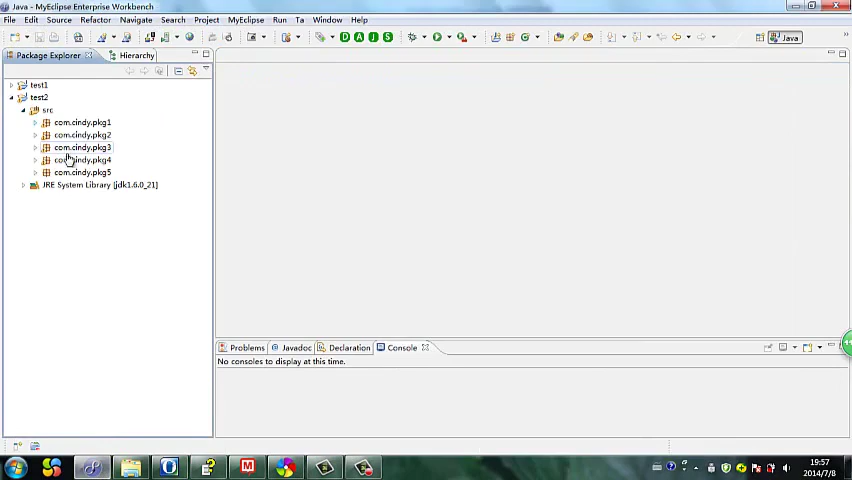 Java - MyEclipse Enterprise Workbench
File Edit Source Refactor Navigate Search Project MyEclipse Run Ta Window Help
Java
Package Explorer Hierarchy
test1
test2
src
com.cindy.pkg1
com.cindy.pkg2
com.cindy.pkg3
com.cindy.pkg4
com.cindy.pkg5
JRE System Library [jdk1.6.0_21]
Problems @ Javadoc Declaration Console
No consoles to display at this time.
19:57
2014/7/8